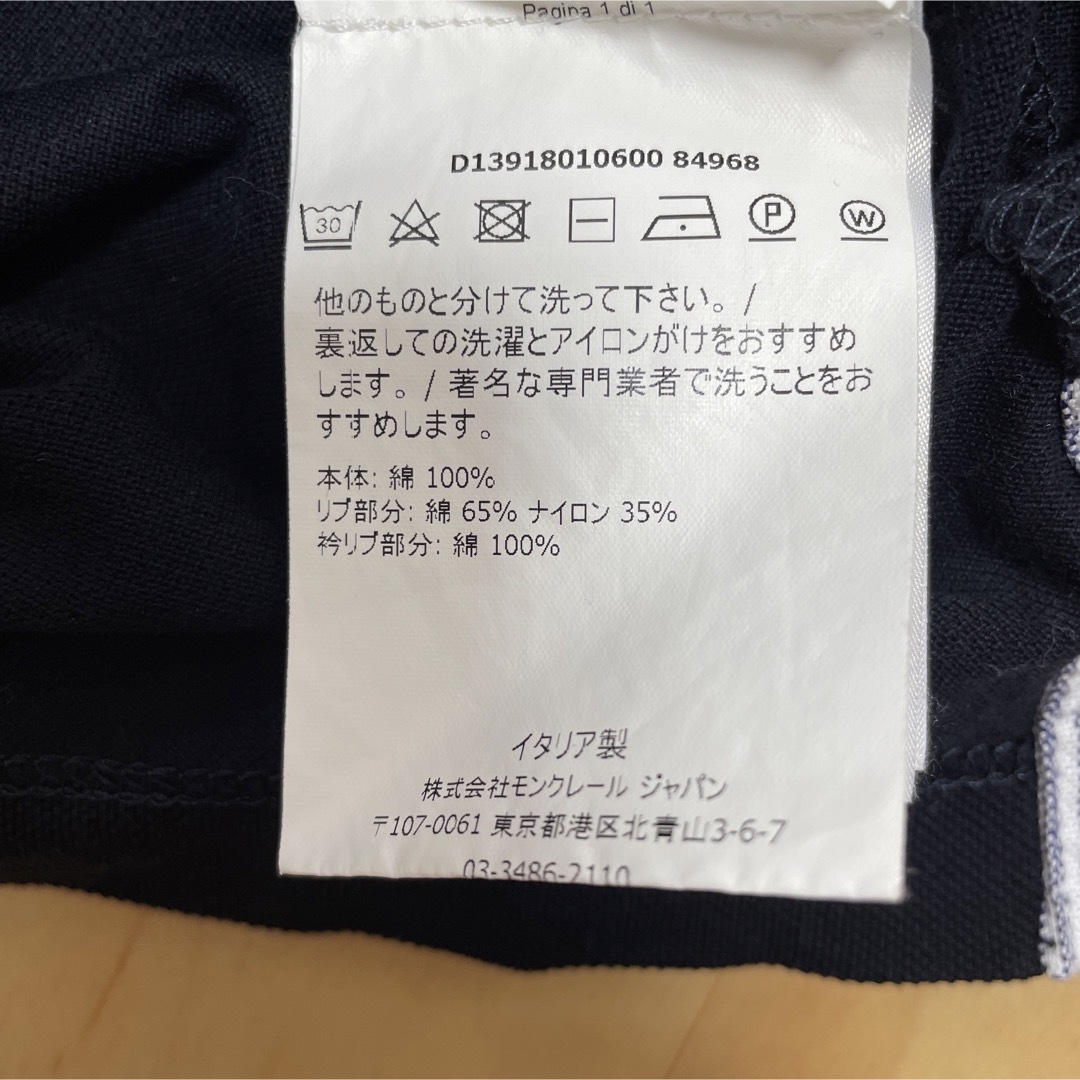 Pagina 1 di 1
D13918010600 84968
30 P W
他のものと分けて洗って下さい。 /
裏返しての洗濯とアイロンがけをおすすめ
します。 / 著名な専門業者で洗うことをお
すすめします。
本体: 綿 100%
リブ部分: 綿 65% ナイロン 35%
衿リブ部分: 綿 100%
イタリア製
株式会社モンクレール ジャパン
〒107-0061 東京都港区北青山3-6-7
03-3486-2110